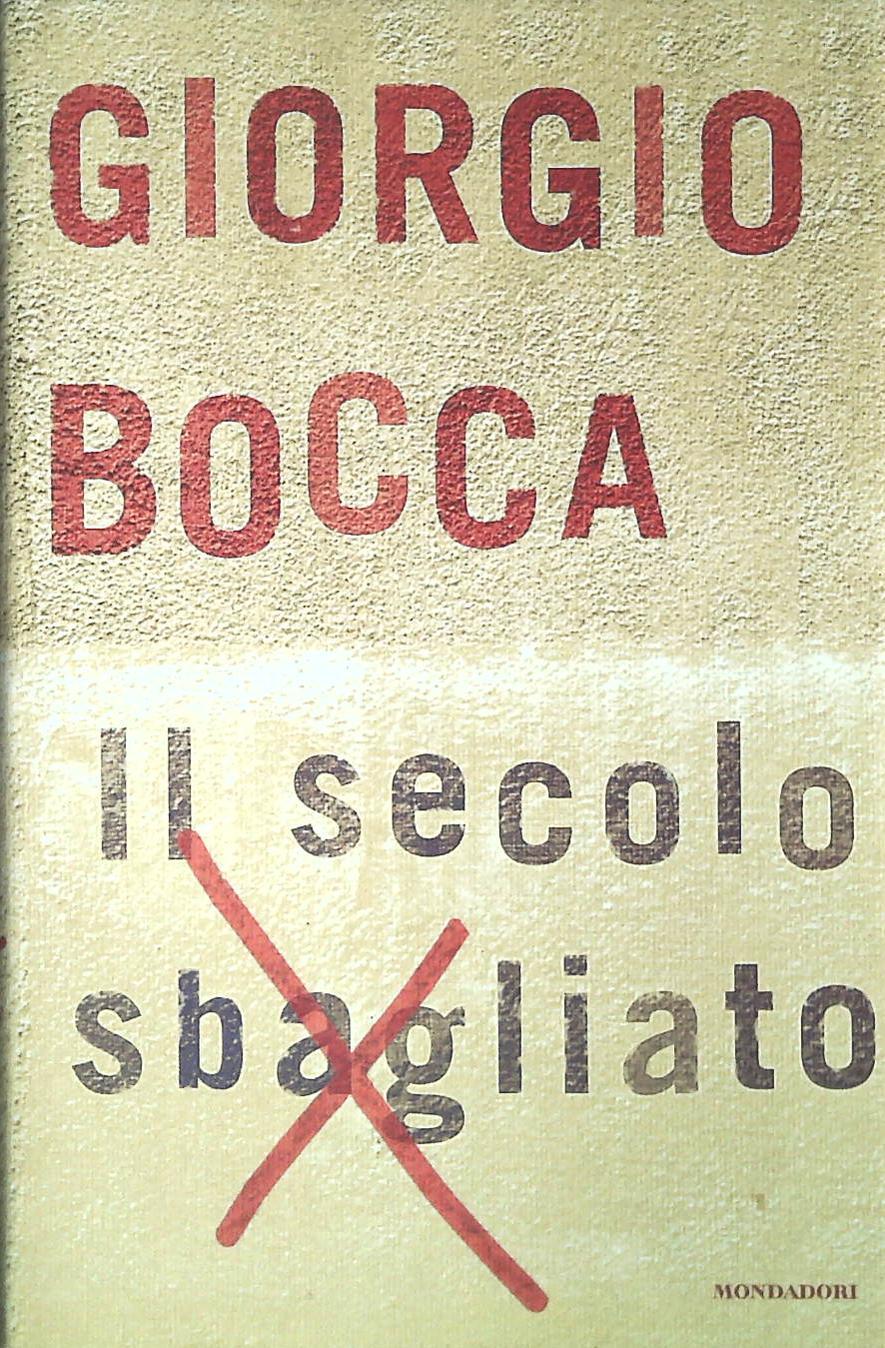 GIORGIO
BOCCA
Il secolo
sbagliato
MONDADORI